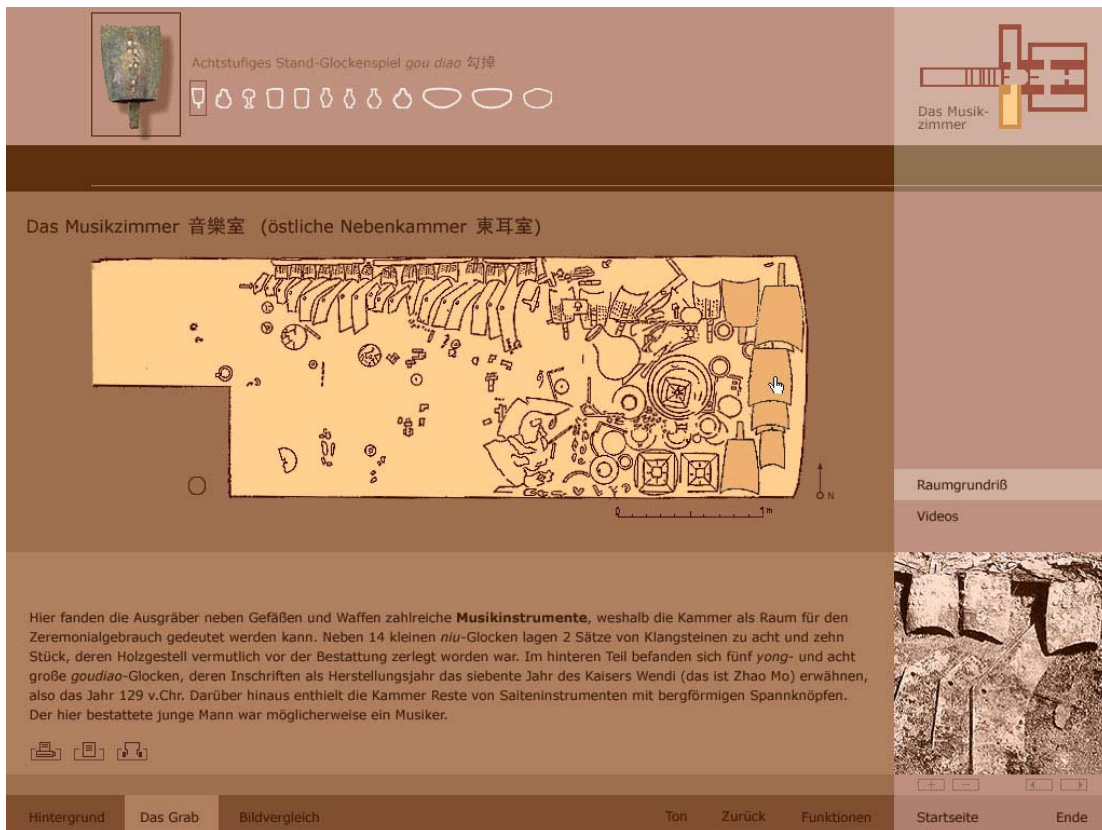 Achtstufiges Stand-Glockenspiel gou diao 勾掉
Das Musik-
zimmer
Das Musikzimmer 音樂室 (östliche Nebenkammer 東耳室)
N
0 1m
Raumgrundriß
Videos
Hier fanden die Ausgräber neben Gefäßen und Waffen zahlreiche Musikinstrumente, weshalb die Kammer als Raum für den
Zeremonialgebrauch gedeutet werden kann. Neben 14 kleinen niu-Glocken lagen 2 Sätze von Klangsteinen zu acht und zehn
Stück, deren Holzgestell vermutlich vor der Bestattung zerlegt worden war. Im hinteren Teil befanden sich fünf yong- und acht
große goudiao-Glocken, deren Inschriften als Herstellungsjahr das siebente Jahr des Kaisers Wendi (das ist Zhao Mo) erwähnen,
also das Jahr 129 v.Chr. Darüber hinaus enthielt die Kammer Reste von Saiteninstrumenten mit bergförmigen Spannknöpfen.
Der hier bestattete junge Mann war möglicherweise ein Musiker.
Hintergrund Das Grab Bildvergleich Ton Zurück Funktionen Startseite Ende